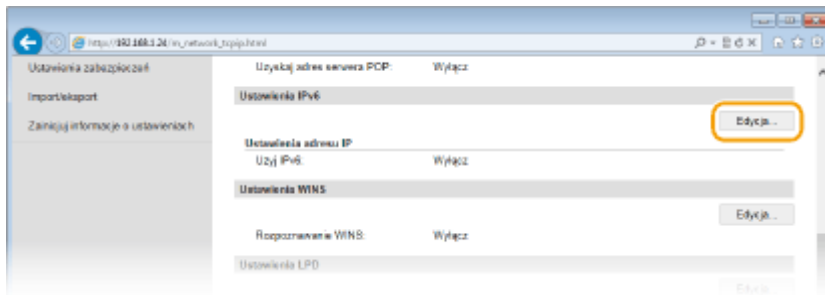 http://192.168.1.24/m_network_tcpip.html
Ustawienia zabezpieczeń
Uzyskaj adres serwera POP: Wyłącz
Import/eksport
Ustawienia IPv6
Zainicjuj informacje o ustawieniach
Edycja...
Ustawienia adresu IP
Użyj IPv6: Wyłącz
Ustawienia WINS
Edycja...
Rozpoznawanie WINS: Wyłącz
Ustawienia LPD
Edycja...